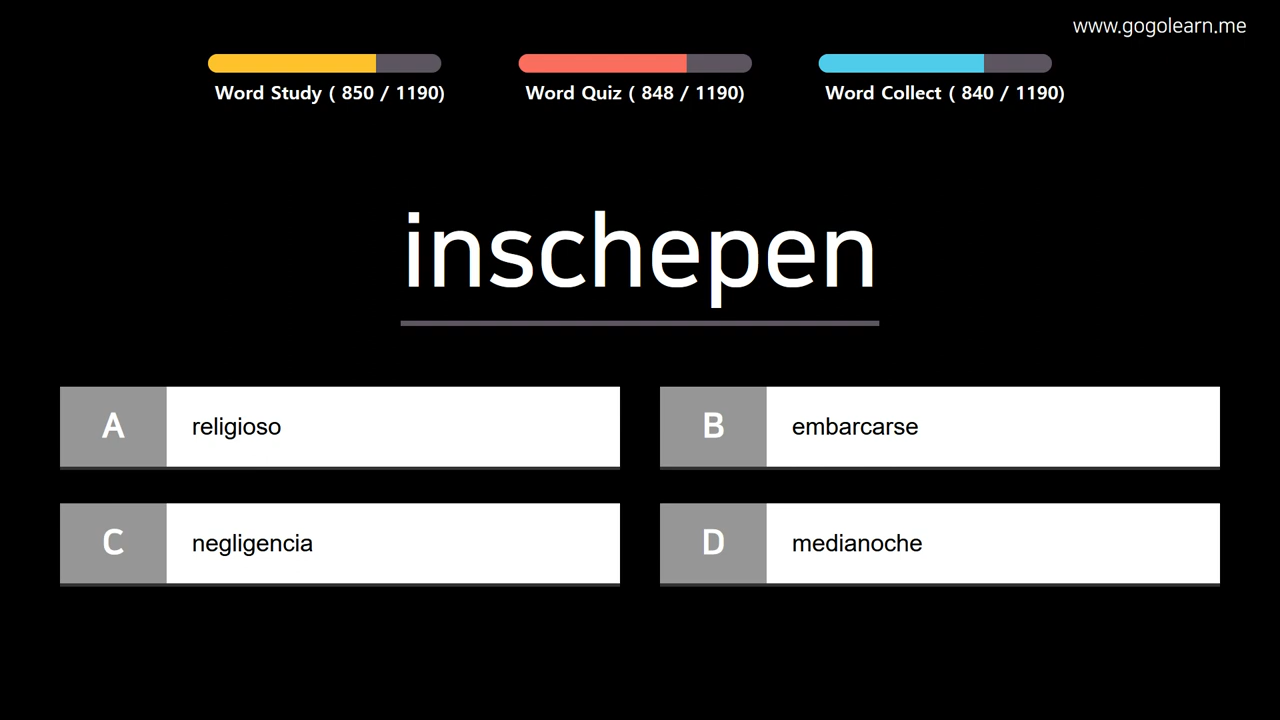 www.gogolearn.me
Word Study ( 850 / 1190)
Word Quiz ( 848 / 1190)
Word Collect ( 840 / 1190)
inschepen
A religioso
B embarcarse
C negligencia
D medianoche